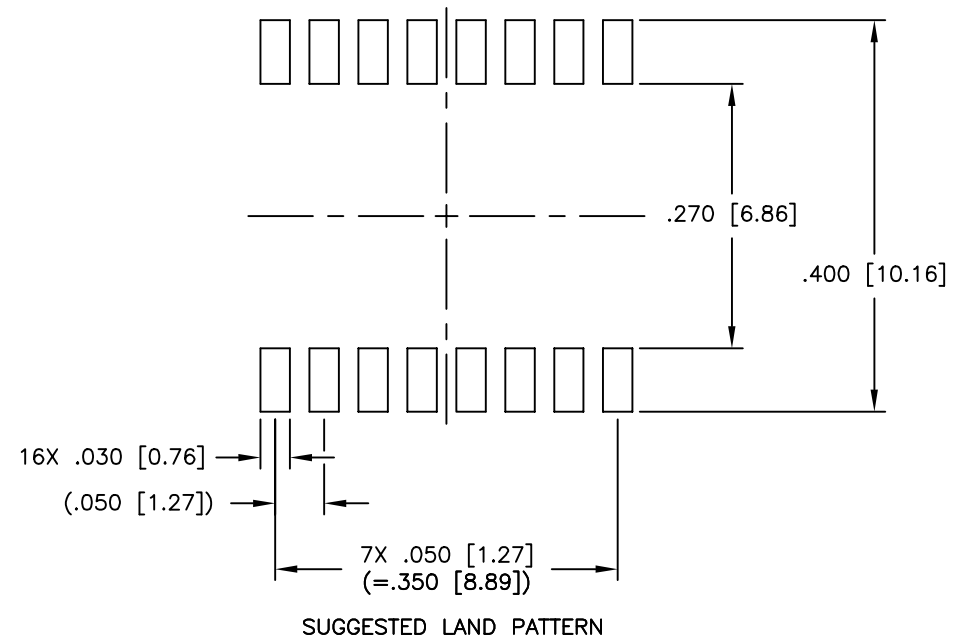 .270 [6.86]
.400 [10.16]
16X .030 [0.76]
(.050 [1.27])
7X .050 [1.27]
(=.350 [8.89])
SUGGESTED LAND PATTERN